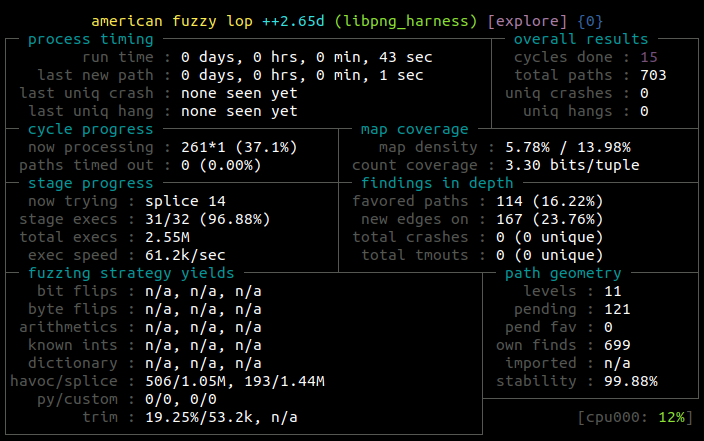 american fuzzy lop ++2.65d (libpng_harness) [explore] {0}
process timing overall results
run time : 0 days, 0 hrs, 0 min, 43 sec cycles done : 15
last new path : 0 days, 0 hrs, 0 min, 1 sec total paths : 703
last uniq crash : none seen yet uniq crashes : 0
last uniq hang : none seen yet uniq hangs : 0
cycle progress map coverage
now processing : 261*1 (37.1%) map density : 5.78% / 13.98%
paths timed out : 0 (0.00%) count coverage : 3.30 bits/tuple
stage progress findings in depth
now trying : splice 14 favored paths : 114 (16.22%)
stage execs : 31/32 (96.88%) new edges on : 167 (23.76%)
total execs : 2.55M total crashes : 0 (0 unique)
exec speed : 61.2k/sec total tmouts : 0 (0 unique)
fuzzing strategy yields path geometry
bit flips : n/a, n/a, n/a levels : 11
byte flips : n/a, n/a, n/a pending : 121
arithmetics : n/a, n/a, n/a pend fav : 0
known ints : n/a, n/a, n/a own finds : 699
dictionary : n/a, n/a, n/a imported : n/a
havoc/splice : 506/1.05M, 193/1.44M stability : 99.88%
py/custom : 0/0, 0/0
trim : 19.25%/53.2k, n/a [cpu000: 12%]